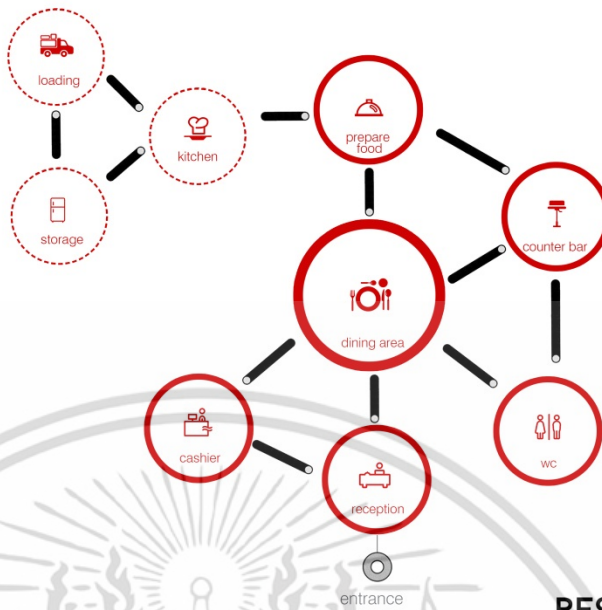 loading
kitchen
prepare
food
storage
counter bar
dining area
cashier
wc
reception
entrance